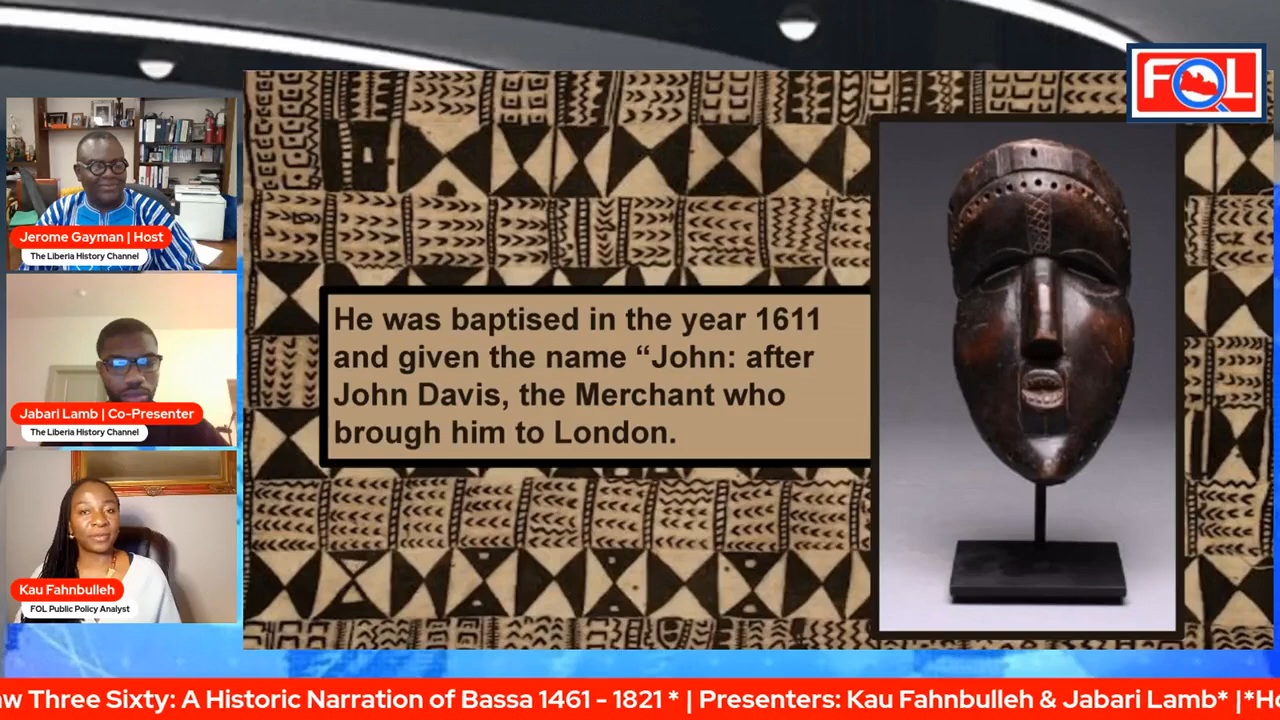 FOL
Jerome Gayman | Host
The Liberia History Channel
Jabari Lamb | Co-Presenter
The Liberia History Channel
Kau Fahnbulleh
FOL Public Policy Analyst
He was baptised in the year 1611
and given the name “John: after
John Davis, the Merchant who
brough him to London.
w Three Sixty: A Historic Narration of Bassa 1461 - 1821 * | Presenters: Kau Fahnbulleh & Jabari Lamb* |*H